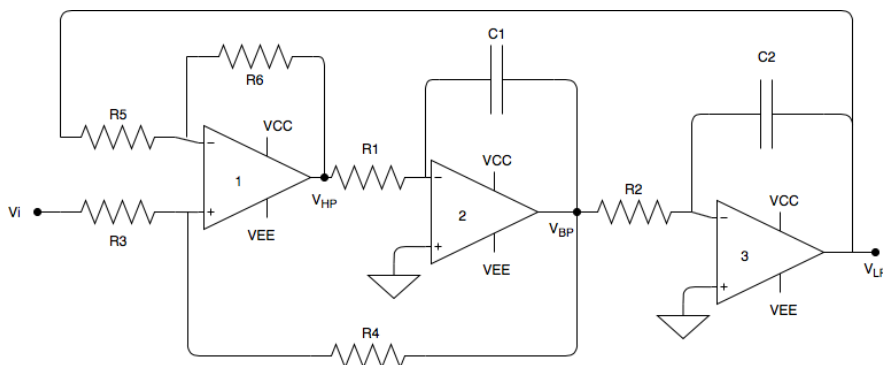 C1
C2
R6
R5
VCC
R1
VCC
R2
VCC
-
-
-
1
2
3
Vi
+
+
+
R3
VHP
VEE
VBP
VEE
VEE
VLP
R4